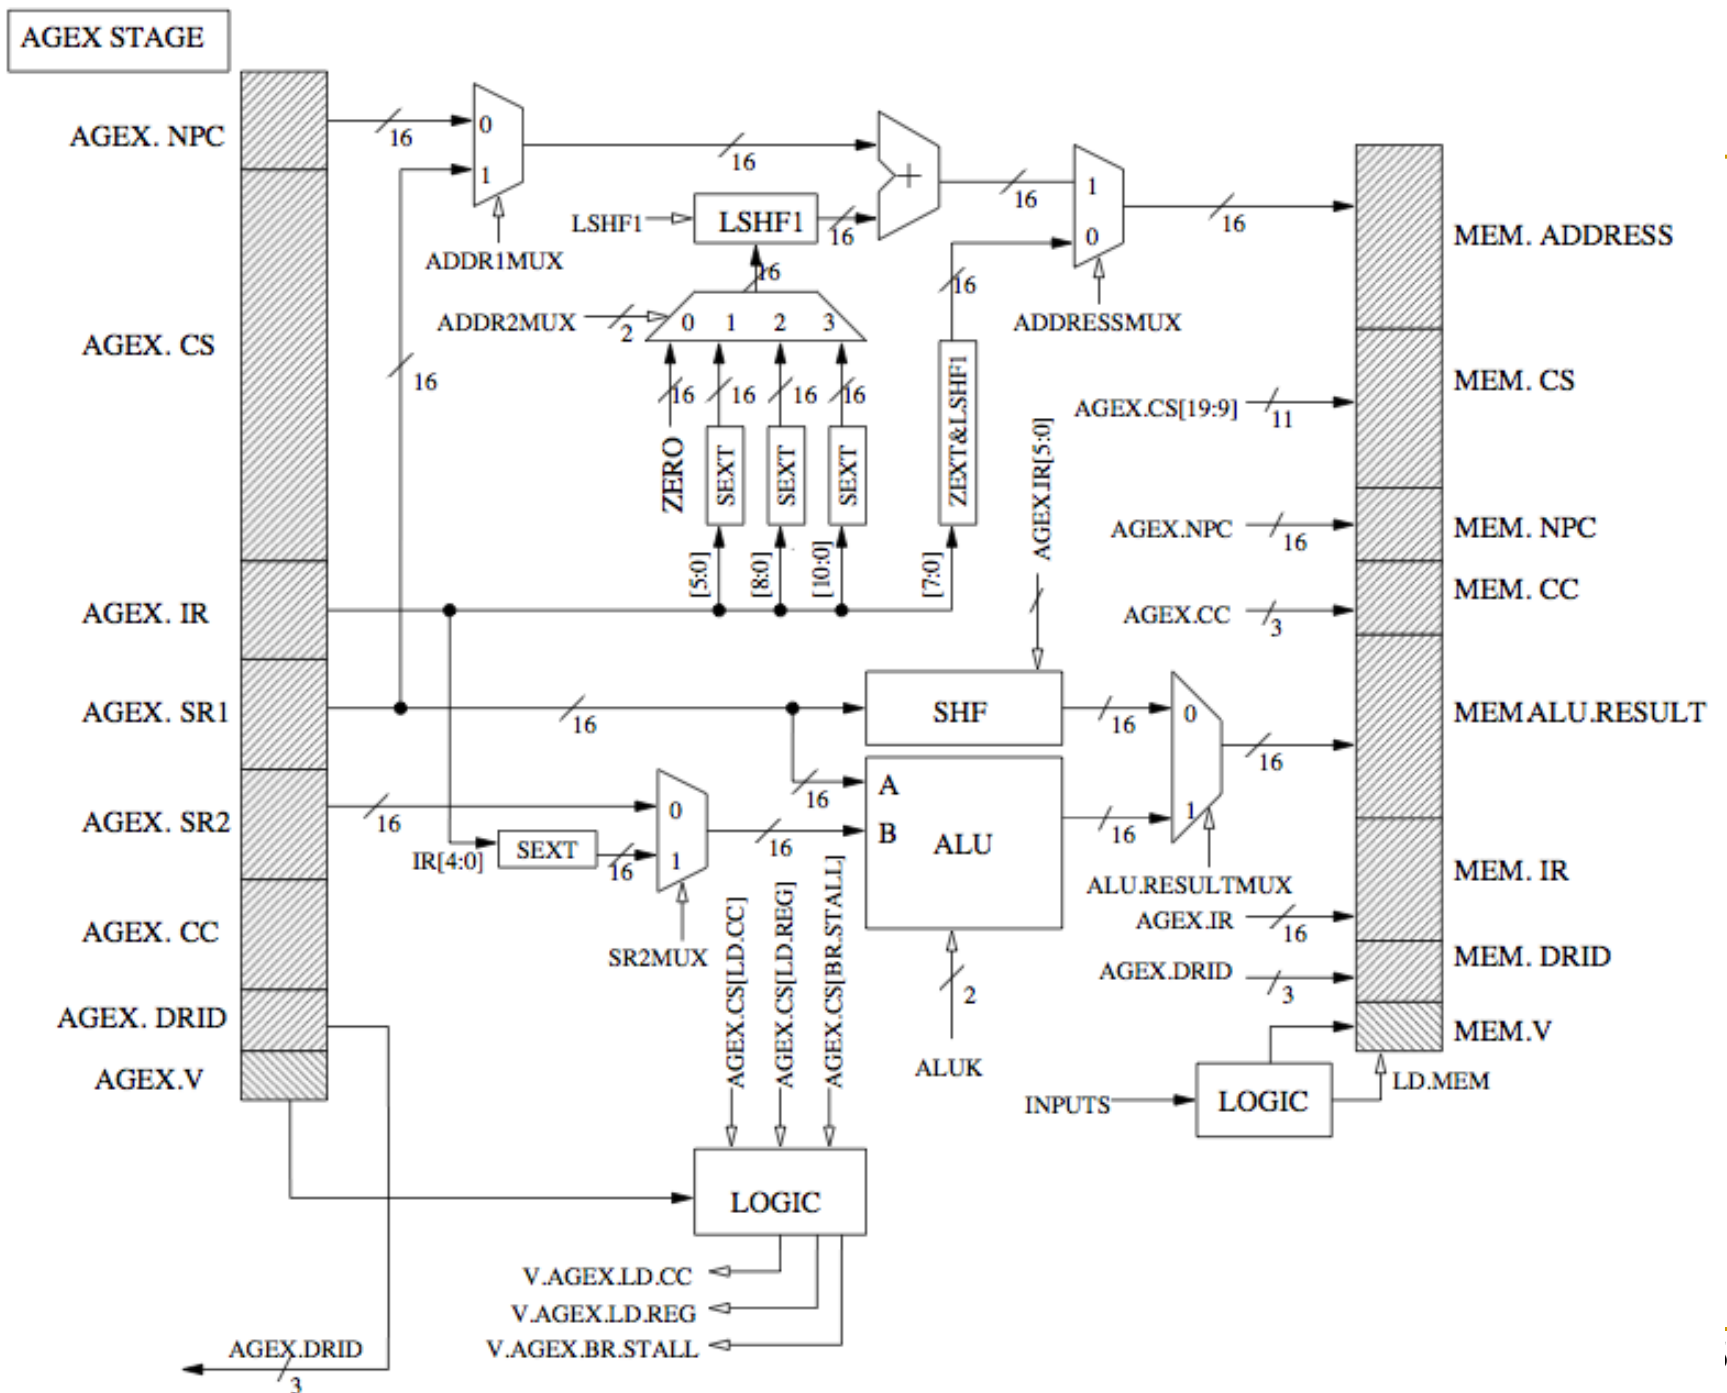 AGEX STAGE
AGEX. NPC
AGEX. CS
AGEX. IR
AGEX. SR1
AGEX. SR2
AGEX. CC
AGEX. DRID
AGEX.V
16
0
1
ADDR1MUX
16
16
LSHF1
LSHF1
16
+
16
1
0
16
ADDRESSMUX
16
ADDR2MUX
2
0 1 2 3
16
16
16
16
16
ZERO
SEXT
SEXT
SEXT
ZEXT&LSHF1
[5:0]
[8:0]
[10:0]
[7:0]
AGEX.IR[5:0]
16
SHF
16
0
1
16
ALU.RESULTMUX
16
A
B
ALU
16
ALUK
2
16
0
1
16
IR[4:0]
SEXT
16
SR2MUX
AGEX.CS[LD.CC]
AGEX.CS[LD.REG]
AGEX.CS[BR.STALL]
LOGIC
V.AGEX.LD.CC
V.AGEX.LD.REG
V.AGEX.BR.STALL
AGEX.DRID
3
AGEX.CS[19:9]
11
AGEX.NPC
16
AGEX.CC
3
AGEX.IR
16
AGEX.DRID
3
INPUTS
LOGIC
LD.MEM
MEM. ADDRESS
MEM. CS
MEM. NPC
MEM. CC
MEM.ALU.RESULT
MEM. IR
MEM. DRID
MEM.V